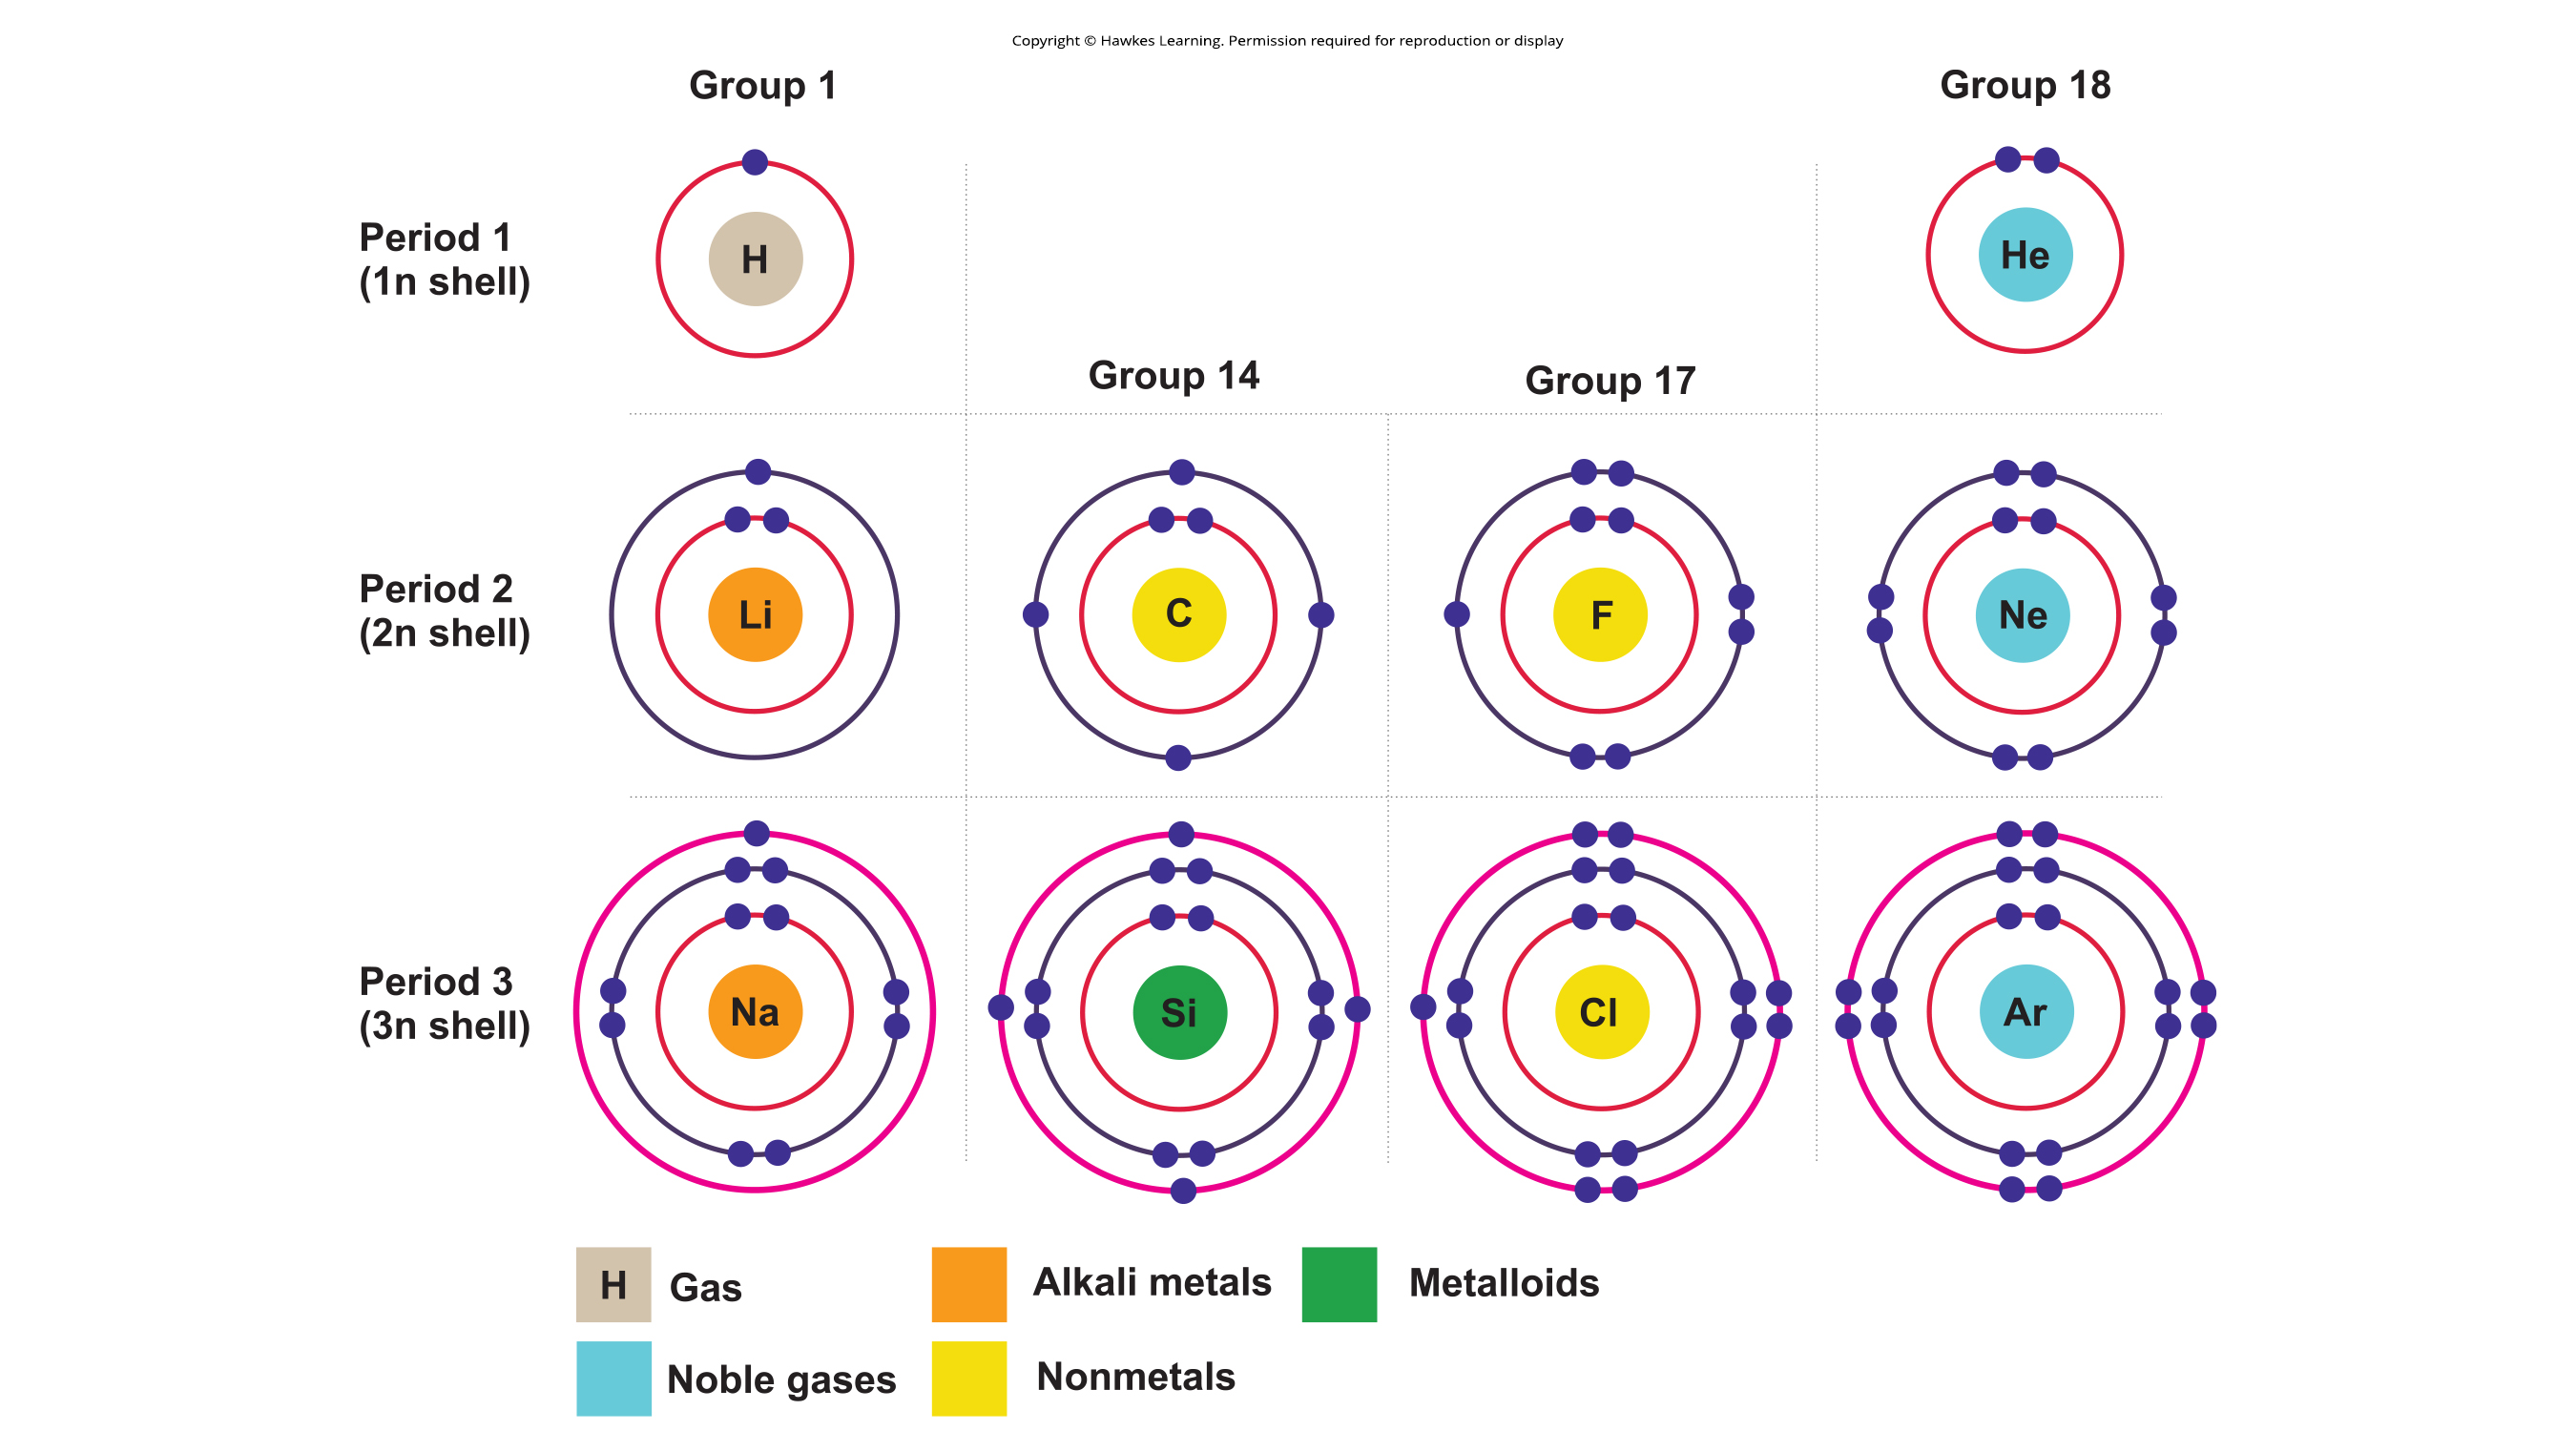 Copyright © Hawkes Learning. Permission required for reproduction or display
Group 1
Group 18
Period 1
(1n shell)
H
He
Group 14
Group 17
Period 2
(2n shell)
Li
C
F
Ne
Period 3
(3n shell)
Na
Si
Cl
Ar
H
Gas
Alkali metals
Metalloids
Noble gases
Nonmetals